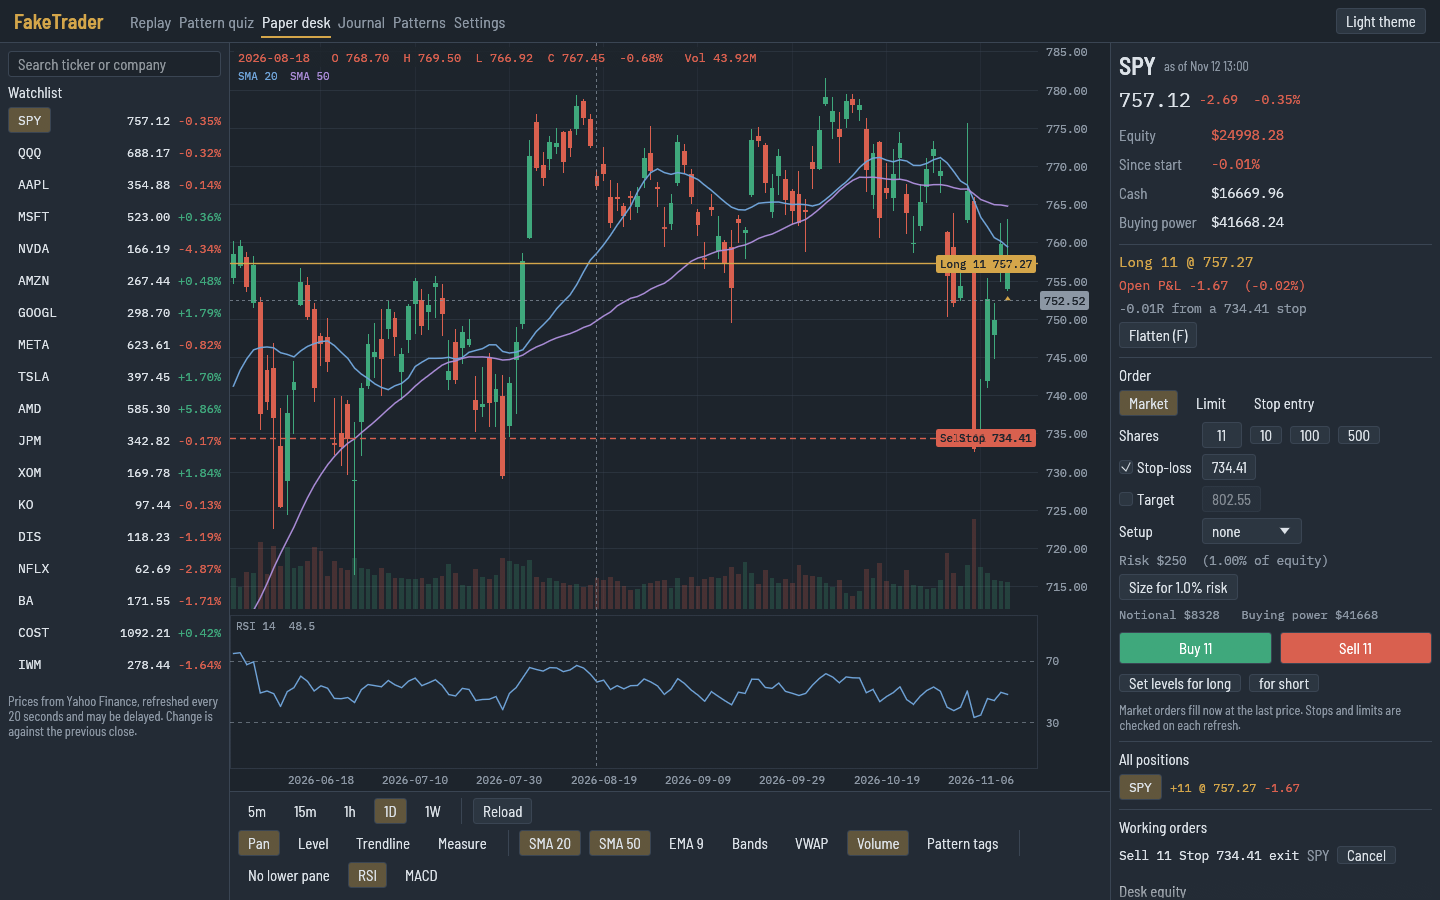 FakeTrader Replay Pattern quiz Paper desk Journal Patterns Settings Light theme
Search ticker or company
Watchlist
SPY 757.12 -0.35%
QQQ 688.17 -0.32%
AAPL 354.88 -0.14%
MSFT 523.00 +0.36%
NVDA 166.19 -4.34%
AMZN 267.44 +0.48%
GOOGL 298.70 +1.79%
META 623.61 -0.82%
TSLA 397.45 +1.70%
AMD 585.30 +5.86%
JPM 342.82 -0.17%
XOM 169.78 +1.84%
KO 97.44 -0.13%
DIS 118.23 -1.19%
NFLX 62.69 -2.87%
BA 171.55 -1.71%
COST 1092.21 +0.42%
IWM 278.44 -1.64%
Prices from Yahoo Finance, refreshed every
20 seconds and may be delayed. Change is
against the previous close.
2026-08-18 O 768.70 H 769.50 L 766.92 C 767.45 -0.68% Vol 43.92M
SMA 20 SMA 50
785.00
780.00
775.00
770.00
765.00
760.00
Long 11 757.27
755.00
752.52
750.00
745.00
740.00
735.00
Stop 734.41
730.00
725.00
720.00
715.00
RSI 14 48.5
70
30
2026-06-18 2026-07-10 2026-07-30 2026-08-19 2026-09-09 2026-09-29 2026-10-19 2026-11-06
5m 15m 1h 1D 1W Reload
Pan Level Trendline Measure SMA 20 SMA 50 EMA 9 Bands VWAP Volume Pattern tags
No lower pane RSI MACD
SPY as of Nov 12 13:00
757.12 -2.69 -0.35%
Equity $24998.28
Since start -0.01%
Cash $16669.96
Buying power $41668.24
Long 11 @ 757.27
Open P&L -1.67 (-0.02%)
-0.01R from a 734.41 stop
Flatten (F)
Order
Market Limit Stop entry
Shares 11 10 100 500
Stop-loss 734.41
Target 802.55
Setup none
Risk $250 (1.00% of equity)
Size for 1.0% risk
Notional $8328 Buying power $41668
Buy 11 Sell 11
Set levels for long for short
Market orders fill now at the last price. Stops and limits are
checked on each refresh.
All positions
SPY +11 @ 757.27 -1.67
Working orders
Sell 11 Stop 734.41 exit SPY Cancel
Desk equity